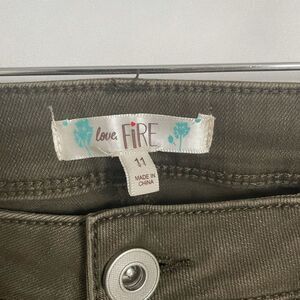 love, FiRE
11
MADE IN
CHINA